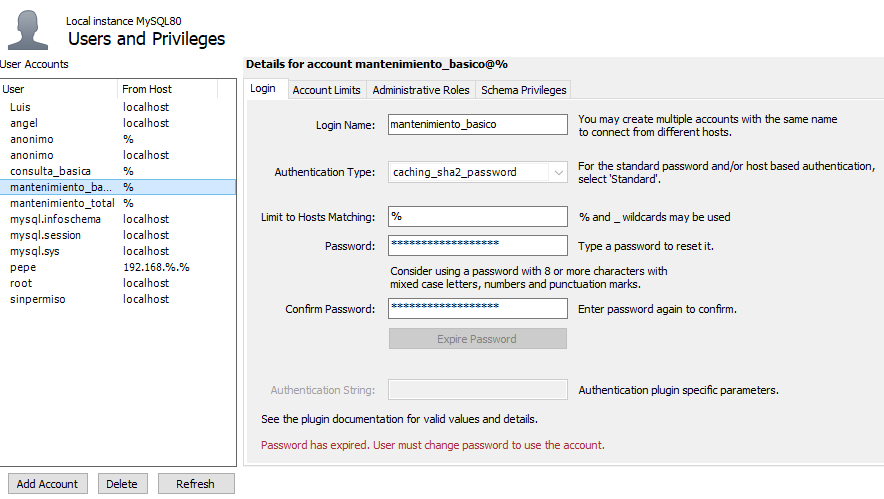 Local instance MySQL80
Users and Privileges
User Accounts
User From Host
Luis localhost
angel localhost
anonimo %
anonimo localhost
consulta_basica %
mantenimiento_ba... %
mantenimiento_total %
mysql.infoschema localhost
mysql.session localhost
mysql.sys localhost
pepe 192.168.%.%
root localhost
sinpermiso localhost
Add Account Delete Refresh
Details for account mantenimiento_basico@%
Login Account Limits Administrative Roles Schema Privileges
Login Name: mantenimiento_basico You may create multiple accounts with the same name
to connect from different hosts.
Authentication Type: caching_sha2_password For the standard password and/or host based authentication,
select 'Standard'.
Limit to Hosts Matching: % % and _ wildcards may be used
Password: ****************** Type a password to reset it.
Consider using a password with 8 or more characters with
mixed case letters, numbers and punctuation marks.
Confirm Password: ****************** Enter password again to confirm.
Expire Password
Authentication String: Authentication plugin specific parameters.
See the plugin documentation for valid values and details.
Password has expired. User must change password to use the account.